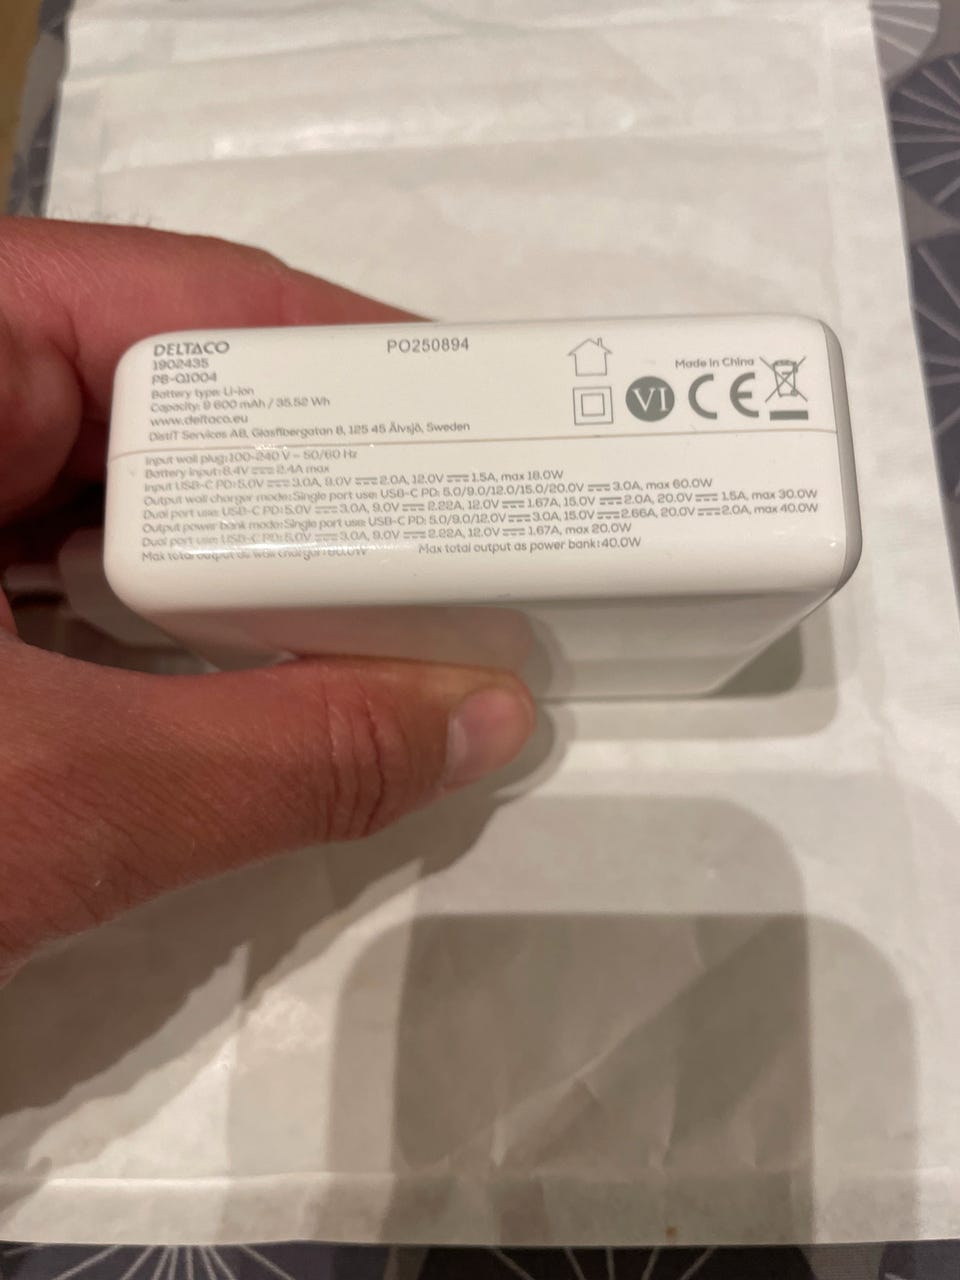 DELTACO
PO250894
1902435
PB-Q1004
Battery type: Li-ion
Capacity: 9 600 mAh / 35.52 Wh
www.deltaco.eu
DistIT Services AB, Glasfibergatan 8, 125 45 Älvsjö, Sweden
Made in China
VI
CE
Input wall plug: 100-240 V ~ 50/60 Hz
Battery input: 8.4V ⎓ 2.4A max
Input USB-C PD: 5.0V ⎓ 3.0A, 9.0V ⎓ 2.0A, 12.0V ⎓ 1.5A, max 18.0W
Output wall charger mode: Single port use: USB-C PD: 5.0/9.0/12.0/15.0/20.0V ⎓ 3.0A, max 60.0W
Dual port use: USB-C PD: 5.0V ⎓ 3.0A, 9.0V ⎓ 2.22A, 12.0V ⎓ 1.67A, 15.0V ⎓ 2.0A, 20.0V ⎓ 1.5A, max 30.0W
Output power bank mode: Single port use: USB-C PD: 5.0/9.0/12.0V ⎓ 3.0A, 15.0V ⎓ 2.66A, 20.0V ⎓ 2.0A, max 40.0W
Dual port use: USB-C PD: 5.0V ⎓ 3.0A, 9.0V ⎓ 2.22A, 12.0V ⎓ 1.67A, max 20.0W
Max total output as wall charger: 60.0W Max total output as power bank: 40.0W